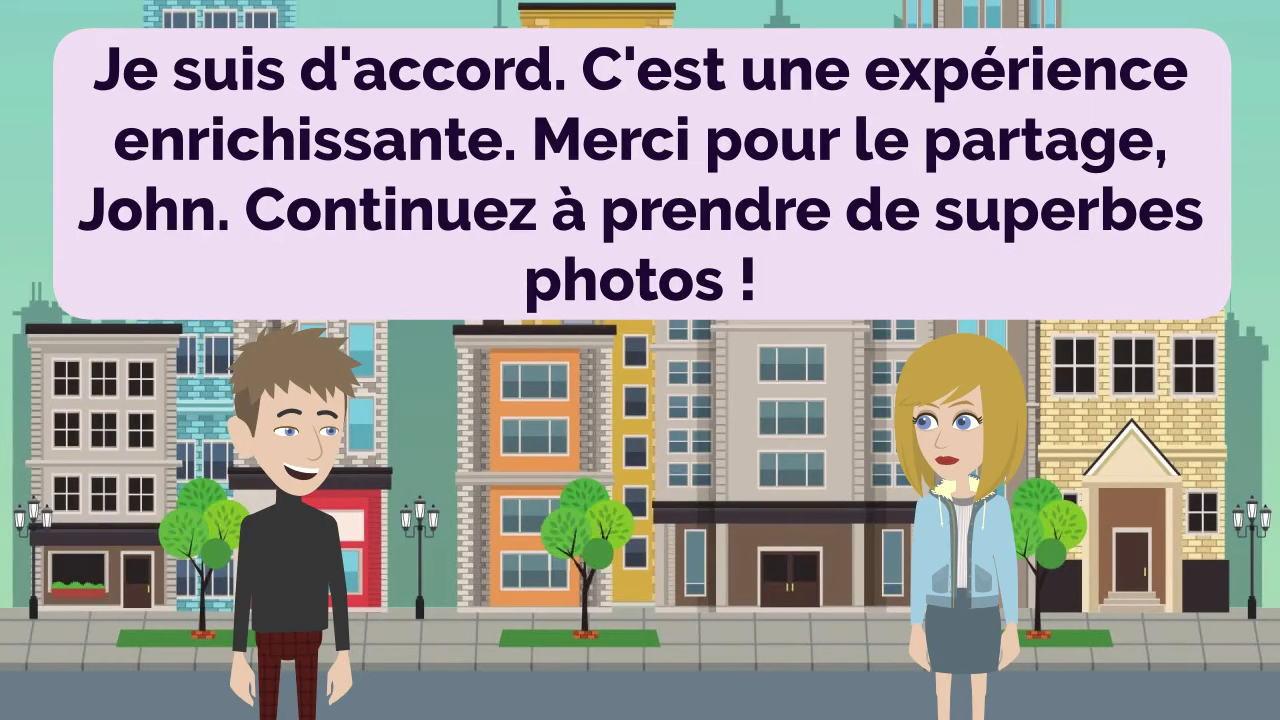 Je suis d'accord. C'est une expérience
enrichissante. Merci pour le partage,
John. Continuez à prendre de superbes
photos !